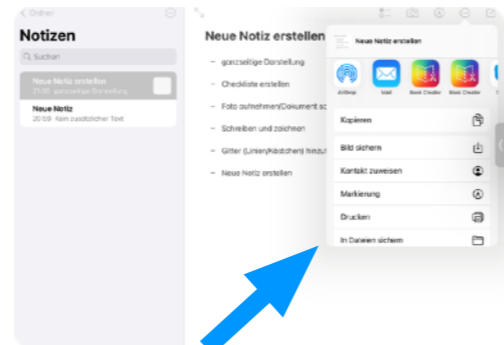 Ordner
Notizen
Suchen
Neue Notiz erstellen
21:00 ganzseitige Darstellung
Neue Notiz
20:59 Kein zusätzlicher Text
Neue Notiz erstellen
– ganzseitige Darstellung
– Checkliste erstellen
– Foto aufnehmen/Dokument sc
– Schreiben und zeichnen
– Gitter (Linien/Kästchen) hinzu
– Neue Notiz erstellen
Neue Notiz erstellen
AirDrop
Mail
Book Creator
Book Creator
Kopieren
Bild sichern
Kontakt zuweisen
Markierung
Drucken
In Dateien sichern